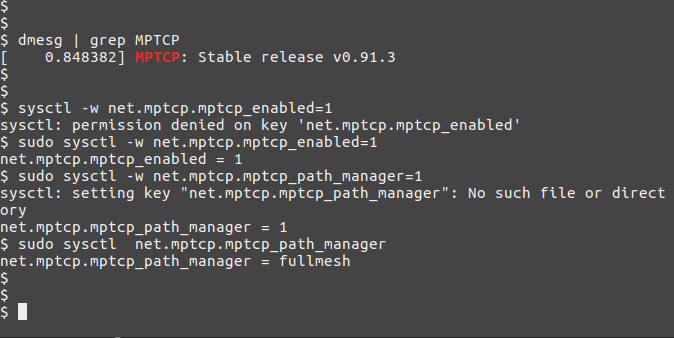 $
$
$ dmesg | grep MPTCP
[    0.848382] MPTCP: Stable release v0.91.3
$
$
$ sysctl -w net.mptcp.mptcp_enabled=1
sysctl: permission denied on key 'net.mptcp.mptcp_enabled'
$ sudo sysctl -w net.mptcp.mptcp_enabled=1
net.mptcp.mptcp_enabled = 1
$ sudo sysctl -w net.mptcp.mptcp_path_manager=1
sysctl: setting key "net.mptcp.mptcp_path_manager": No such file or direct
ory
net.mptcp.mptcp_path_manager = 1
$ sudo sysctl  net.mptcp.mptcp_path_manager
net.mptcp.mptcp_path_manager = fullmesh
$
$
$